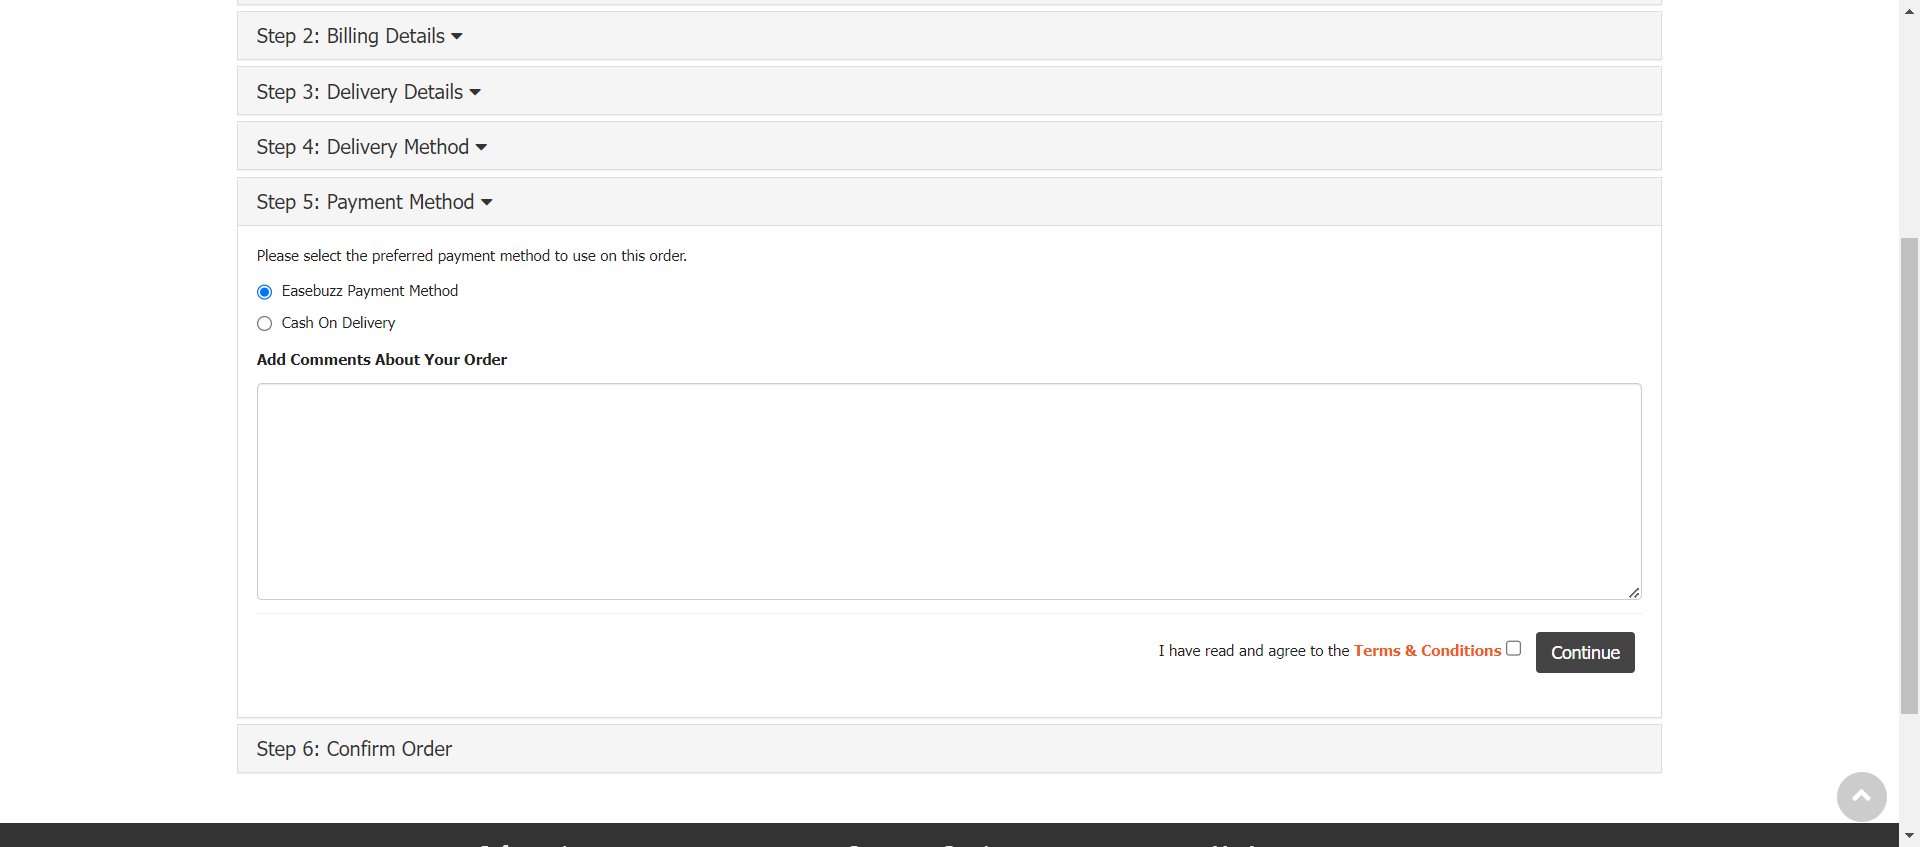 Step 2: Billing Details
Step 3: Delivery Details
Step 4: Delivery Method
Step 5: Payment Method
Please select the preferred payment method to use on this order.
Easebuzz Payment Method
Cash On Delivery
Add Comments About Your Order
I have read and agree to the Terms & Conditions Continue
Step 6: Confirm Order